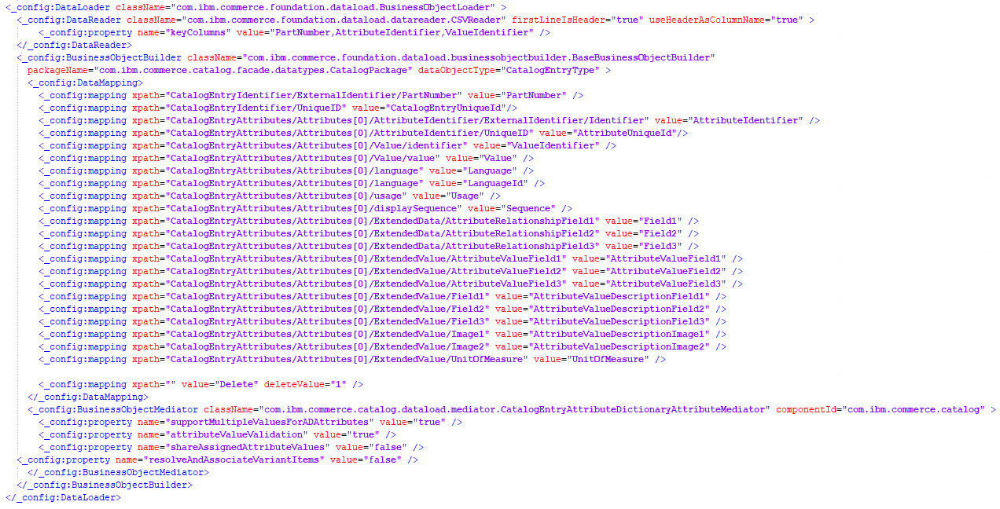 <_config:DataLoader className="com.ibm.commerce.foundation.dataload.BusinessObjectLoader" >
<_config:DataReader className="com.ibm.commerce.foundation.dataload.datareader.CSVReader" firstLineIsHeader="true" useHeaderAsColumnName="true" >
<_config:property name="keyColumns" value="PartNumber,AttributeIdentifier,ValueIdentifier" />
</_config:DataReader>
<_config:BusinessObjectBuilder className="com.ibm.commerce.foundation.dataload.businessobjectbuilder.BaseBusinessObjectBuilder"
packageName="com.ibm.commerce.catalog.facade.datatypes.CatalogPackage" dataObjectType="CatalogEntryType" >
<_config:DataMapping>
<_config:mapping xpath="CatalogEntryIdentifier/ExternalIdentifier/PartNumber" value="PartNumber" />
<_config:mapping xpath="CatalogEntryIdentifier/UniqueID" value="CatalogEntryUniqueId"/>
<_config:mapping xpath="CatalogEntryAttributes/Attributes[0]/AttributeIdentifier/ExternalIdentifier/Identifier" value="AttributeIdentifier" />
<_config:mapping xpath="CatalogEntryAttributes/Attributes[0]/AttributeIdentifier/UniqueID" value="AttributeUniqueId"/>
<_config:mapping xpath="CatalogEntryAttributes/Attributes[0]/Value/identifier" value="ValueIdentifier" />
<_config:mapping xpath="CatalogEntryAttributes/Attributes[0]/Value/value" value="Value" />
<_config:mapping xpath="CatalogEntryAttributes/Attributes[0]/language" value="Language" />
<_config:mapping xpath="CatalogEntryAttributes/Attributes[0]/language" value="LanguageId" />
<_config:mapping xpath="CatalogEntryAttributes/Attributes[0]/usage" value="Usage" />
<_config:mapping xpath="CatalogEntryAttributes/Attributes[0]/displaySequence" value="Sequence" />
<_config:mapping xpath="CatalogEntryAttributes/Attributes[0]/ExtendedData/AttributeRelationshipField1" value="Field1" />
<_config:mapping xpath="CatalogEntryAttributes/Attributes[0]/ExtendedData/AttributeRelationshipField2" value="Field2" />
<_config:mapping xpath="CatalogEntryAttributes/Attributes[0]/ExtendedData/AttributeRelationshipField3" value="Field3" />
<_config:mapping xpath="CatalogEntryAttributes/Attributes[0]/ExtendedValue/AttributeValueField1" value="AttributeValueField1" />
<_config:mapping xpath="CatalogEntryAttributes/Attributes[0]/ExtendedValue/AttributeValueField2" value="AttributeValueField2" />
<_config:mapping xpath="CatalogEntryAttributes/Attributes[0]/ExtendedValue/AttributeValueField3" value="AttributeValueField3" />
<_config:mapping xpath="CatalogEntryAttributes/Attributes[0]/ExtendedValue/Field1" value="AttributeValueDescriptionField1" />
<_config:mapping xpath="CatalogEntryAttributes/Attributes[0]/ExtendedValue/Field2" value="AttributeValueDescriptionField2" />
<_config:mapping xpath="CatalogEntryAttributes/Attributes[0]/ExtendedValue/Field3" value="AttributeValueDescriptionField3" />
<_config:mapping xpath="CatalogEntryAttributes/Attributes[0]/ExtendedValue/Image1" value="AttributeValueDescriptionImage1" />
<_config:mapping xpath="CatalogEntryAttributes/Attributes[0]/ExtendedValue/Image2" value="AttributeValueDescriptionImage2" />
<_config:mapping xpath="CatalogEntryAttributes/Attributes[0]/ExtendedValue/UnitOfMeasure" value="UnitOfMeasure" />
<_config:mapping xpath="" value="Delete" deleteValue="1" />
</_config:DataMapping>
<_config:BusinessObjectMediator className="com.ibm.commerce.catalog.dataload.mediator.CatalogEntryAttributeDictionaryAttributeMediator" componentId="com.ibm.commerce.catalog" >
<_config:property name="supportMultipleValuesForADAttributes" value="true" />
<_config:property name="attributeValueValidation" value="true" />
<_config:property name="shareAssignedAttributeValues" value="false" />
<_config:property name="resolveAndAssociateVariantItems" value="false" />
</_config:BusinessObjectMediator>
</_config:BusinessObjectBuilder>
</_config:DataLoader>